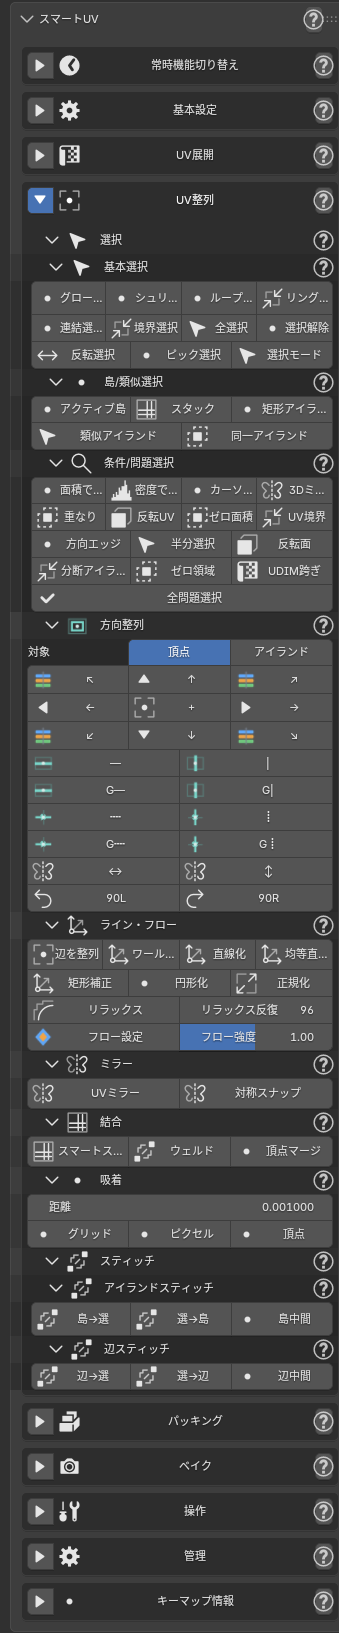 スマートUV
常時機能切り替え
基本設定
UV展開
UV整列
選択
基本選択
グロー... シュリ... ループ... リング...
連結選... 境界選択 全選択 選択解除
反転選択 ピック選択 選択モード
島/類似選択
アクティブ島 スタック 矩形アイラ...
類似アイランド 同一アイランド
条件/問題選択
面積で... 密度で... カーソ... 3Dミ...
重なり 反転UV ゼロ面積 UV境界
方向エッジ 半分選択 反転面
分断アイラ... ゼロ領域 UDIM跨ぎ
全問題選択
方向整列
対象 頂点 アイランド
↖ ↑ ↗
← + →
↙ ↓ ↘
— |
G— G|
┈ ┊
G┈ G┊
↔ ↕
90L 90R
ライン・フロー
辺を整列 ワール... 直線化 均等直...
矩形補正 円形化 正規化
リラックス リラックス反復 96
フロー設定 フロー強度 1.00
ミラー
UVミラー 対称スナップ
結合
スマートス... ウェルド 頂点マージ
吸着
距離 0.001000
グリッド ピクセル 頂点
スティッチ
アイランドスティッチ
島→選 選→島 島中間
辺スティッチ
辺→選 選→辺 辺中間
パッキング
ベイク
操作
管理
キーマップ情報